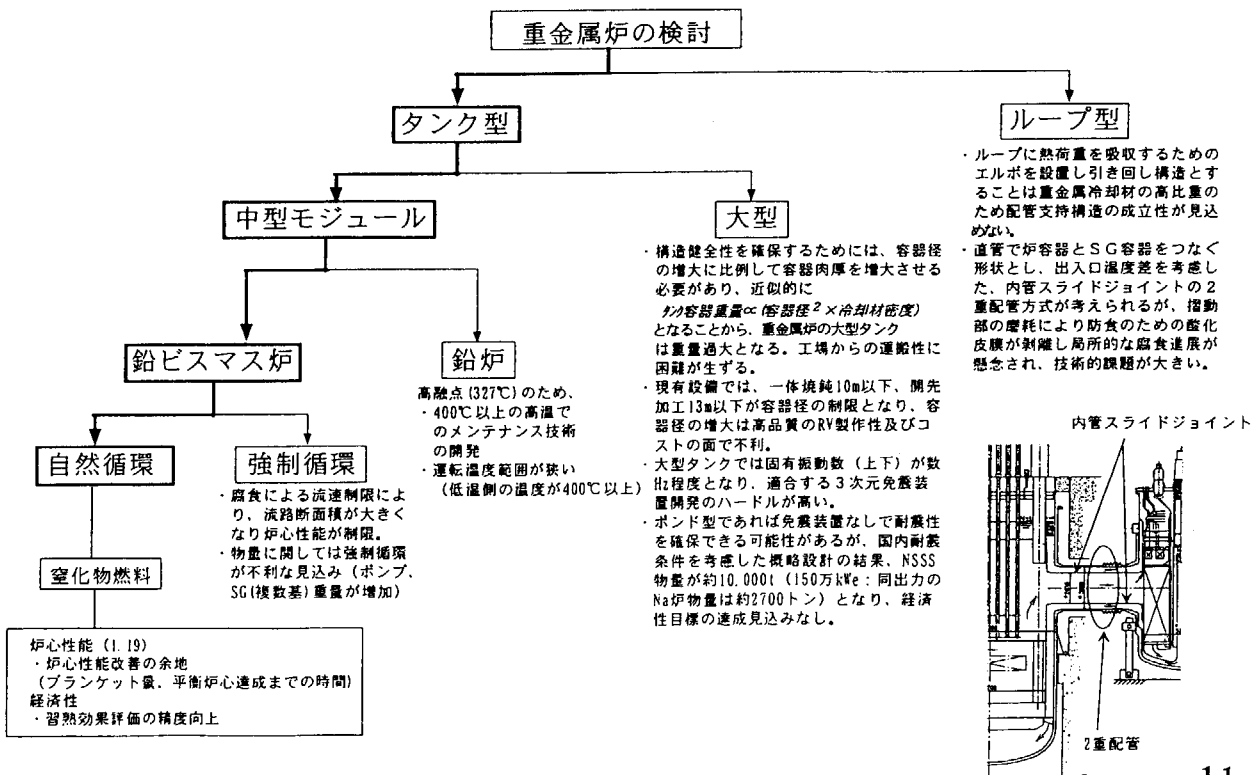 重金属炉の検討
タンク型
ループ型
・ループに熱荷重を吸収するための
エルボを設置し引き回し構造とす
ることは重金属冷却材の高比重の
ため配管支持構造の成立性が見込
めない。
・直管で炉容器とSG容器をつなぐ
形状とし、出入口温度差を考慮し
た、内管スライドジョイントの2
重配管方式が考えられるが、摺動
部の磨耗により防食のための酸化
皮膜が剥離し局所的な腐食進展が
懸念され、技術的課題が大きい。
中型モジュール
大型
・構造健全性を確保するためには、容器径
の増大に比例して容器肉厚を増大させる
必要があり、近似的に
タンク容器重量∝(容器径2×冷却材密度)
となることから、重金属炉の大型タンク
は重量過大となる。工場からの運搬性に
困難が生ずる。
・現有設備では、一体焼鈍10m以下、開先
加工13m以下が容器径の制限となり、容
器径の増大は高品質のRV製作性及びコ
ストの面で不利。
・大型タンクでは固有振動数（上下）が数
Hz程度となり、適合する3次元免震装
置開発のハードルが高い。
・ポンド型であれば免震装置なしで耐震性
を確保できる可能性があるが、国内耐震
条件を考慮した概略設計の結果、NSSS
物量が約10,000t（150万kWe：同出力の
Na炉物量は約2700トン）となり、経済
性目標の達成見込みなし。
鉛ビスマス炉
鉛炉
高融点(327℃)のため、
・400℃以上の高温で
のメンテナンス技術
の開発
・運転温度範囲が狭い
（低温側の温度が400℃以上）
自然循環
強制循環
・腐食による流速制限によ
り、流路断面積が大きく
なり炉心性能が制限。
・物量に関しては強制循環
が不利な見込み（ポンプ、
SG(複数基)重量が増加）
窒化物燃料
炉心性能（1.19）
・炉心性能改善の余地
（ブランケット量、平衡炉心達成までの時間）
経済性
・習熟効果評価の精度向上
内管スライドジョイント
2重配管
11